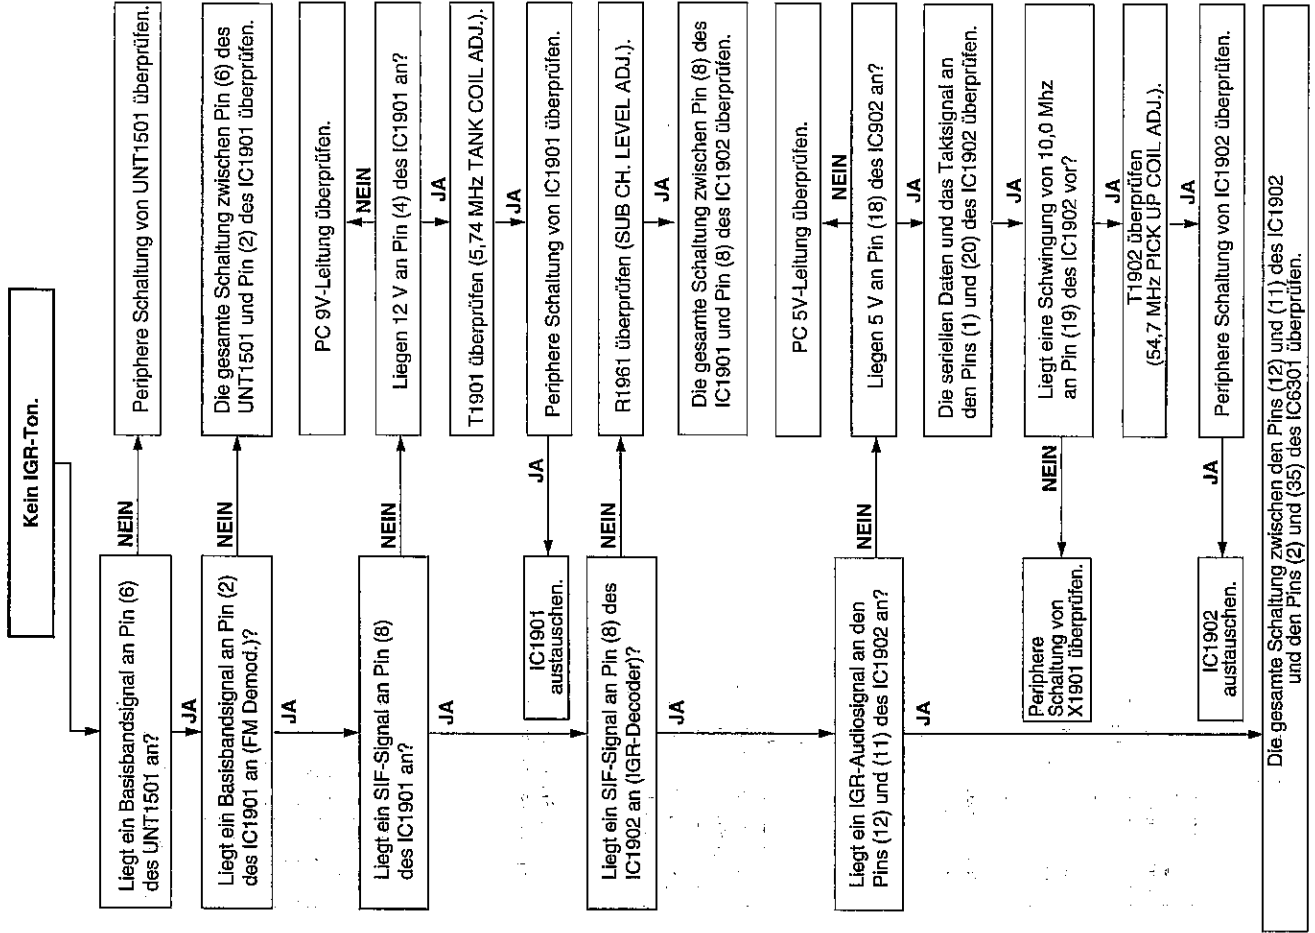 Kein IGR-Ton.
Liegt ein Basisbandsignal an Pin (6)
des UNT1501 an?
NEIN
Periphere Schaltung von UNT1501 überprüfen.
JA
Liegt ein Basisbandsignal an Pin (2)
des IC1901 an (FM Demod.)?
NEIN
Die gesamte Schaltung zwischen Pin (6) des
UNT1501 und Pin (2) des IC1901 überprüfen.
JA
Liegt ein SIF-Signal an Pin (8)
des IC1901 an?
NEIN
Liegen 12 V an Pin (4) des IC1901 an?
NEIN
PC 9V-Leitung überprüfen.
JA
T1901 überprüfen (5,74 MHz TANK COIL ADJ.).
JA
Periphere Schaltung von IC1901 überprüfen.
JA
IC1901
austauschen.
JA
Liegt ein SIF-Signal an Pin (8) des
IC1902 an (IGR-Decoder)?
NEIN
R1961 überprüfen (SUB CH. LEVEL ADJ.).
JA
Die gesamte Schaltung zwischen Pin (8) des
IC1901 und Pin (8) des IC1902 überprüfen.
JA
Liegt ein IGR-Audiosignal an den
Pins (12) und (11) des IC1902 an?
NEIN
Liegen 5 V an Pin (18) des IC902 an?
NEIN
PC 5V-Leitung überprüfen.
JA
Die seriellen Daten und das Taktsignal an
den Pins (1) und (20) des IC1902 überprüfen.
JA
Liegt eine Schwingung von 10,0 Mhz
an Pin (19) des IC1902 vor?
NEIN
Periphere
Schaltung von
X1901 überprüfen.
JA
T1902 überprüfen
(54,7 MHz PICK UP COIL ADJ.).
JA
Periphere Schaltung von IC1902 überprüfen.
JA
IC1902
austauschen.
JA
Die gesamte Schaltung zwischen den Pins (12) und (11) des IC1902
und den Pins (2) und (35) des IC6301 überprüfen.